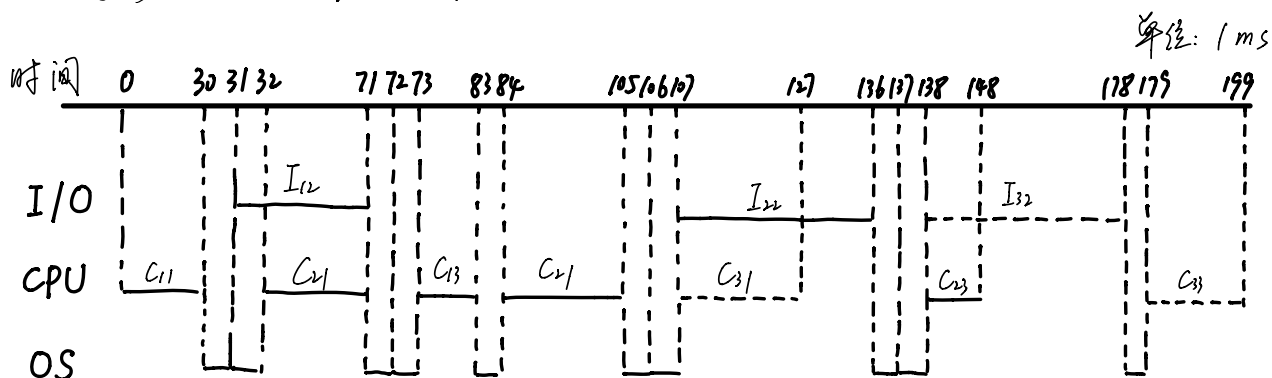 单位: 1ms
时间 0 30 31 32 71 72 73 83 84 105 106 107 127 136 137 138 148 178 179 199
I/O I12 I22 I32
CPU C11 C21 C13 C21 C31 C23 C33
OS